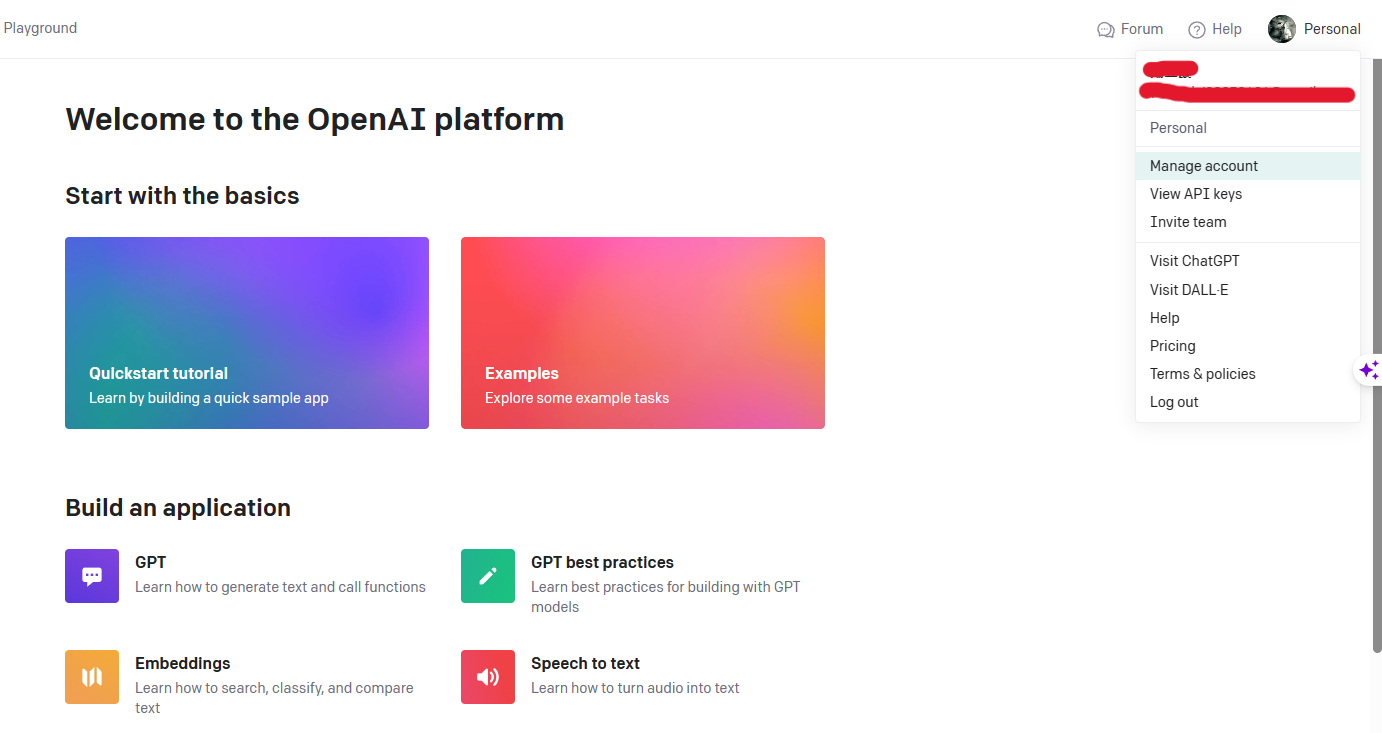 Playground
Forum
Help
Personal
Personal
Manage account
View API keys
Invite team
Visit ChatGPT
Visit DALL·E
Help
Pricing
Terms & policies
Log out
Welcome to the OpenAI platform
Start with the basics
Quickstart tutorial
Learn by building a quick sample app
Examples
Explore some example tasks
Build an application
GPT
Learn how to generate text and call functions
GPT best practices
Learn best practices for building with GPT
models
Embeddings
Learn how to search, classify, and compare
text
Speech to text
Learn how to turn audio into text